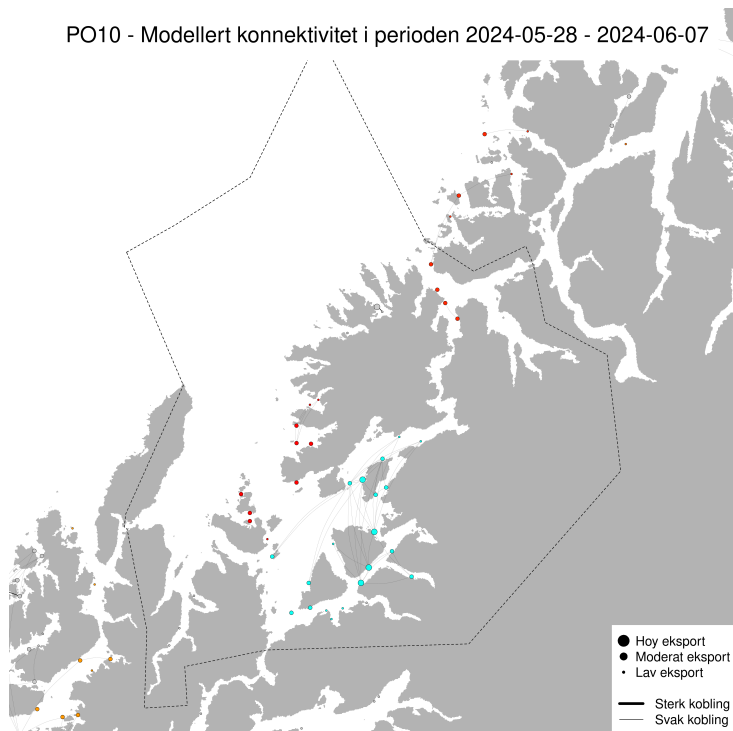 PO10 - Modellert konnektivitet i perioden 2024-05-28 - 2024-06-07
Hoy eksport
Moderat eksport
Lav eksport
Sterk kobling
Svak kobling